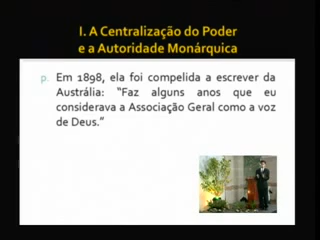 I. A Centralização do Poder
e a Autoridade Monárquica
p. Em 1898, ela foi compelida a escrever da
Austrália: “Faz alguns anos que eu
considerava a Associação Geral como a voz
de Deus.”